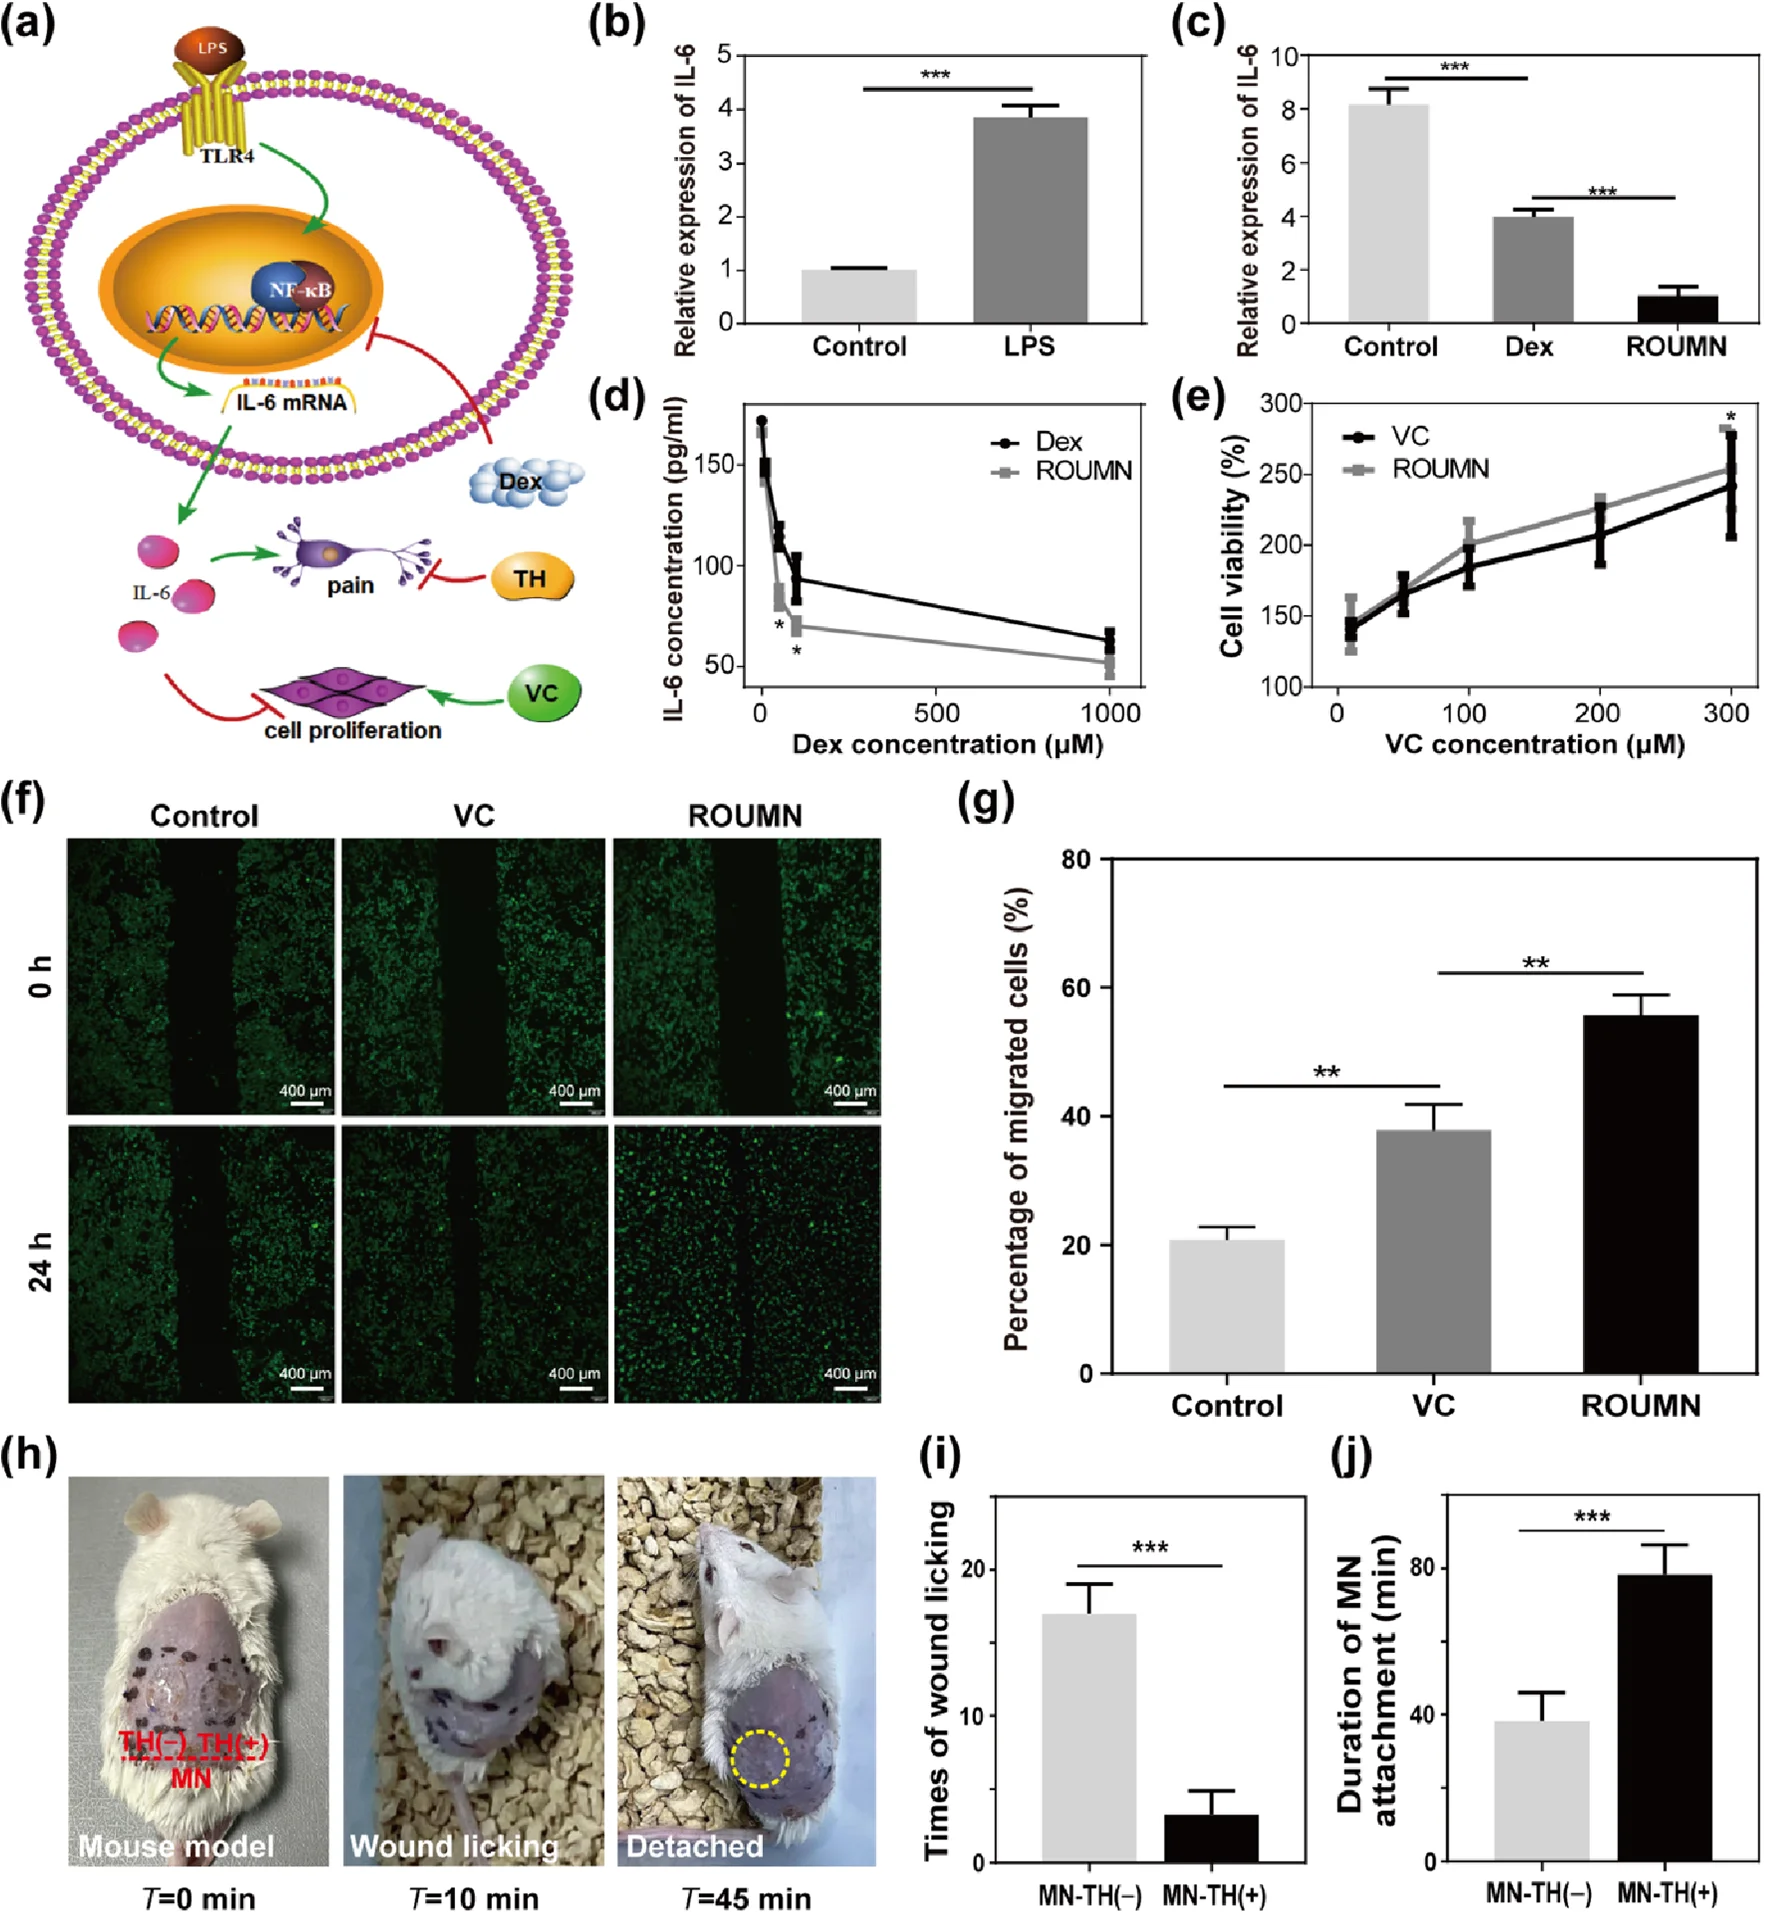 (a)
LPS
TLR4
NF-κB
IL-6 mRNA
Dex
IL-6
pain
TH
VC
cell proliferation
(b)
Relative expression of IL-6
5
4
3
2
1
0
***
Control LPS
(c)
Relative expression of IL-6
10
8
6
4
2
0
***
***
Control Dex ROUMN
(d)
IL-6 concentration (pg/ml)
150
100
50
Dex
ROUMN
*
*
0 500 1000
Dex concentration (μM)
(e)
Cell viability (%)
300
250
200
150
100
VC
ROUMN
*
0 100 200 300
VC concentration (μM)
(f)
Control VC ROUMN
0 h
400 μm 400 μm 400 μm
24 h
400 μm 400 μm 400 μm
(g)
Percentage of migrated cells (%)
80
60
40
20
0
**
**
Control VC ROUMN
(h)
TH(–) TH(+)
MN
Mouse model Wound licking Detached
T=0 min T=10 min T=45 min
(i)
Times of wound licking
20
10
0
***
MN-TH(–) MN-TH(+)
(j)
Duration of MN
attachment (min)
80
40
0
***
MN-TH(–) MN-TH(+)